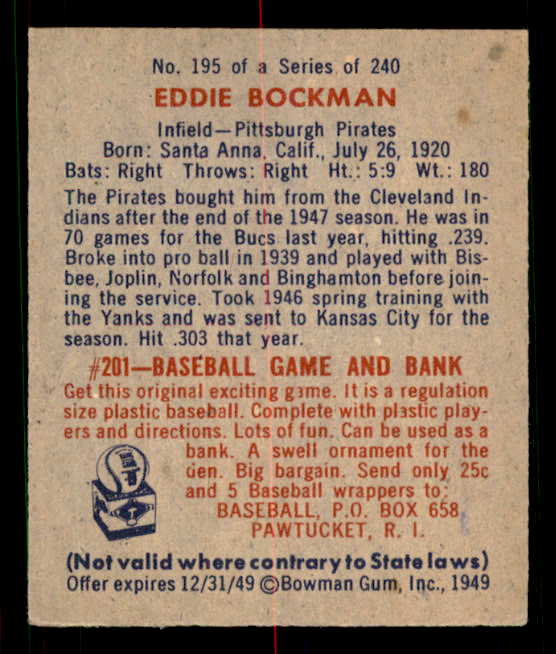 No. 195 of a Series of 240
EDDIE BOCKMAN
Infield—Pittsburgh Pirates
Born: Santa Anna, Calif., July 26, 1920
Bats: Right Throws: Right Ht.: 5:9 Wt.: 180
The Pirates bought him from the Cleveland In-
dians after the end of the 1947 season. He was in
70 games for the Bucs last year, hitting .239.
Broke into pro ball in 1939 and played with Bis-
bee, Joplin, Norfolk and Binghamton before join-
ing the service. Took 1946 spring training with
the Yanks and was sent to Kansas City for the
season. Hit .303 that year.
#201—BASEBALL GAME AND BANK
Get this original exciting game. It is a regulation
size plastic baseball. Complete with plastic play-
ers and directions. Lots of fun. Can be used as a
bank. A swell ornament for the
den. Big bargain. Send only 25c
and 5 Baseball wrappers to:
BASEBALL, P.O. BOX 658,
PAWTUCKET, R. I.
(Not valid where contrary to State laws)
Offer expires 12/31/49 ©Bowman Gum, Inc., 1949